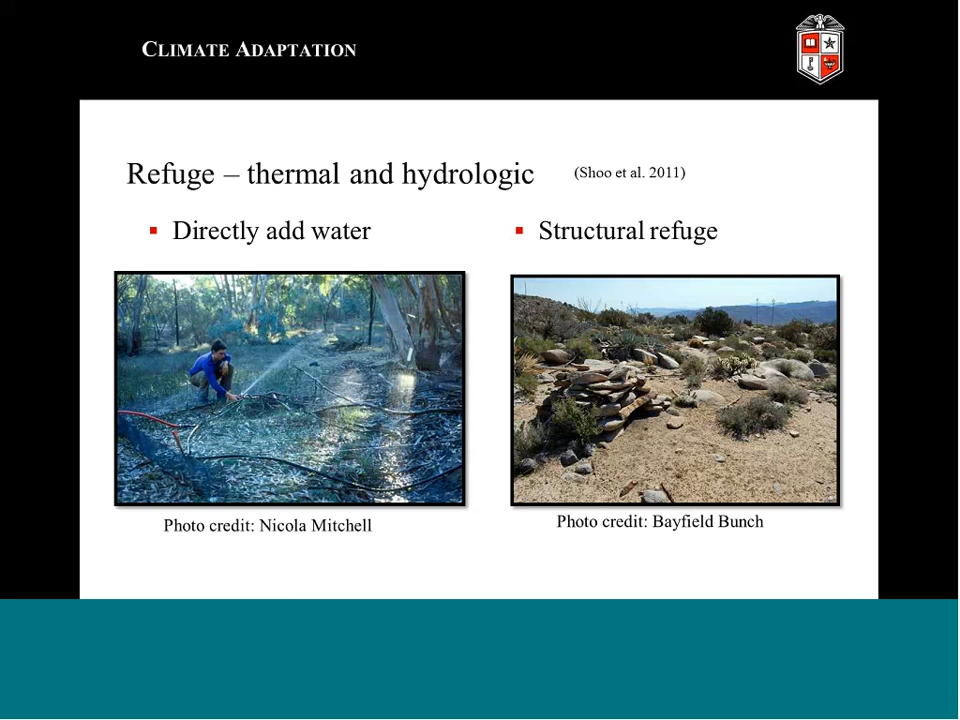 CLIMATE ADAPTATION
Refuge – thermal and hydrologic (Shoo et al. 2011)
▪ Directly add water
▪ Structural refuge
Photo credit: Nicola Mitchell
Photo credit: Bayfield Bunch